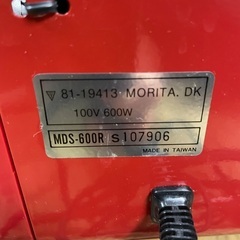 81-19413 MORITA. DK
100V 600W
MDS-600R S107906
MADE IN TAIWAN